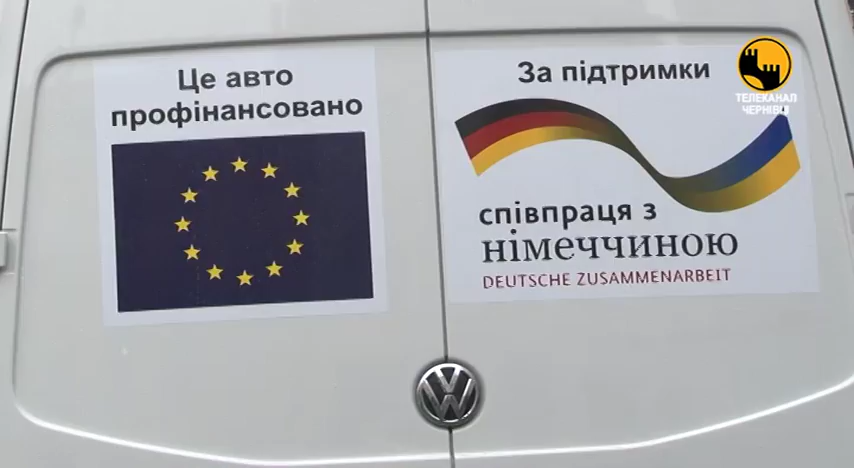 Це авто
профінансовано
За підтримки
співпраця з
німеччиною
DEUTSCHE ZUSAMMENARBEIT
ТЕЛЕКАНАЛ
ЧЕРНІВЦІ